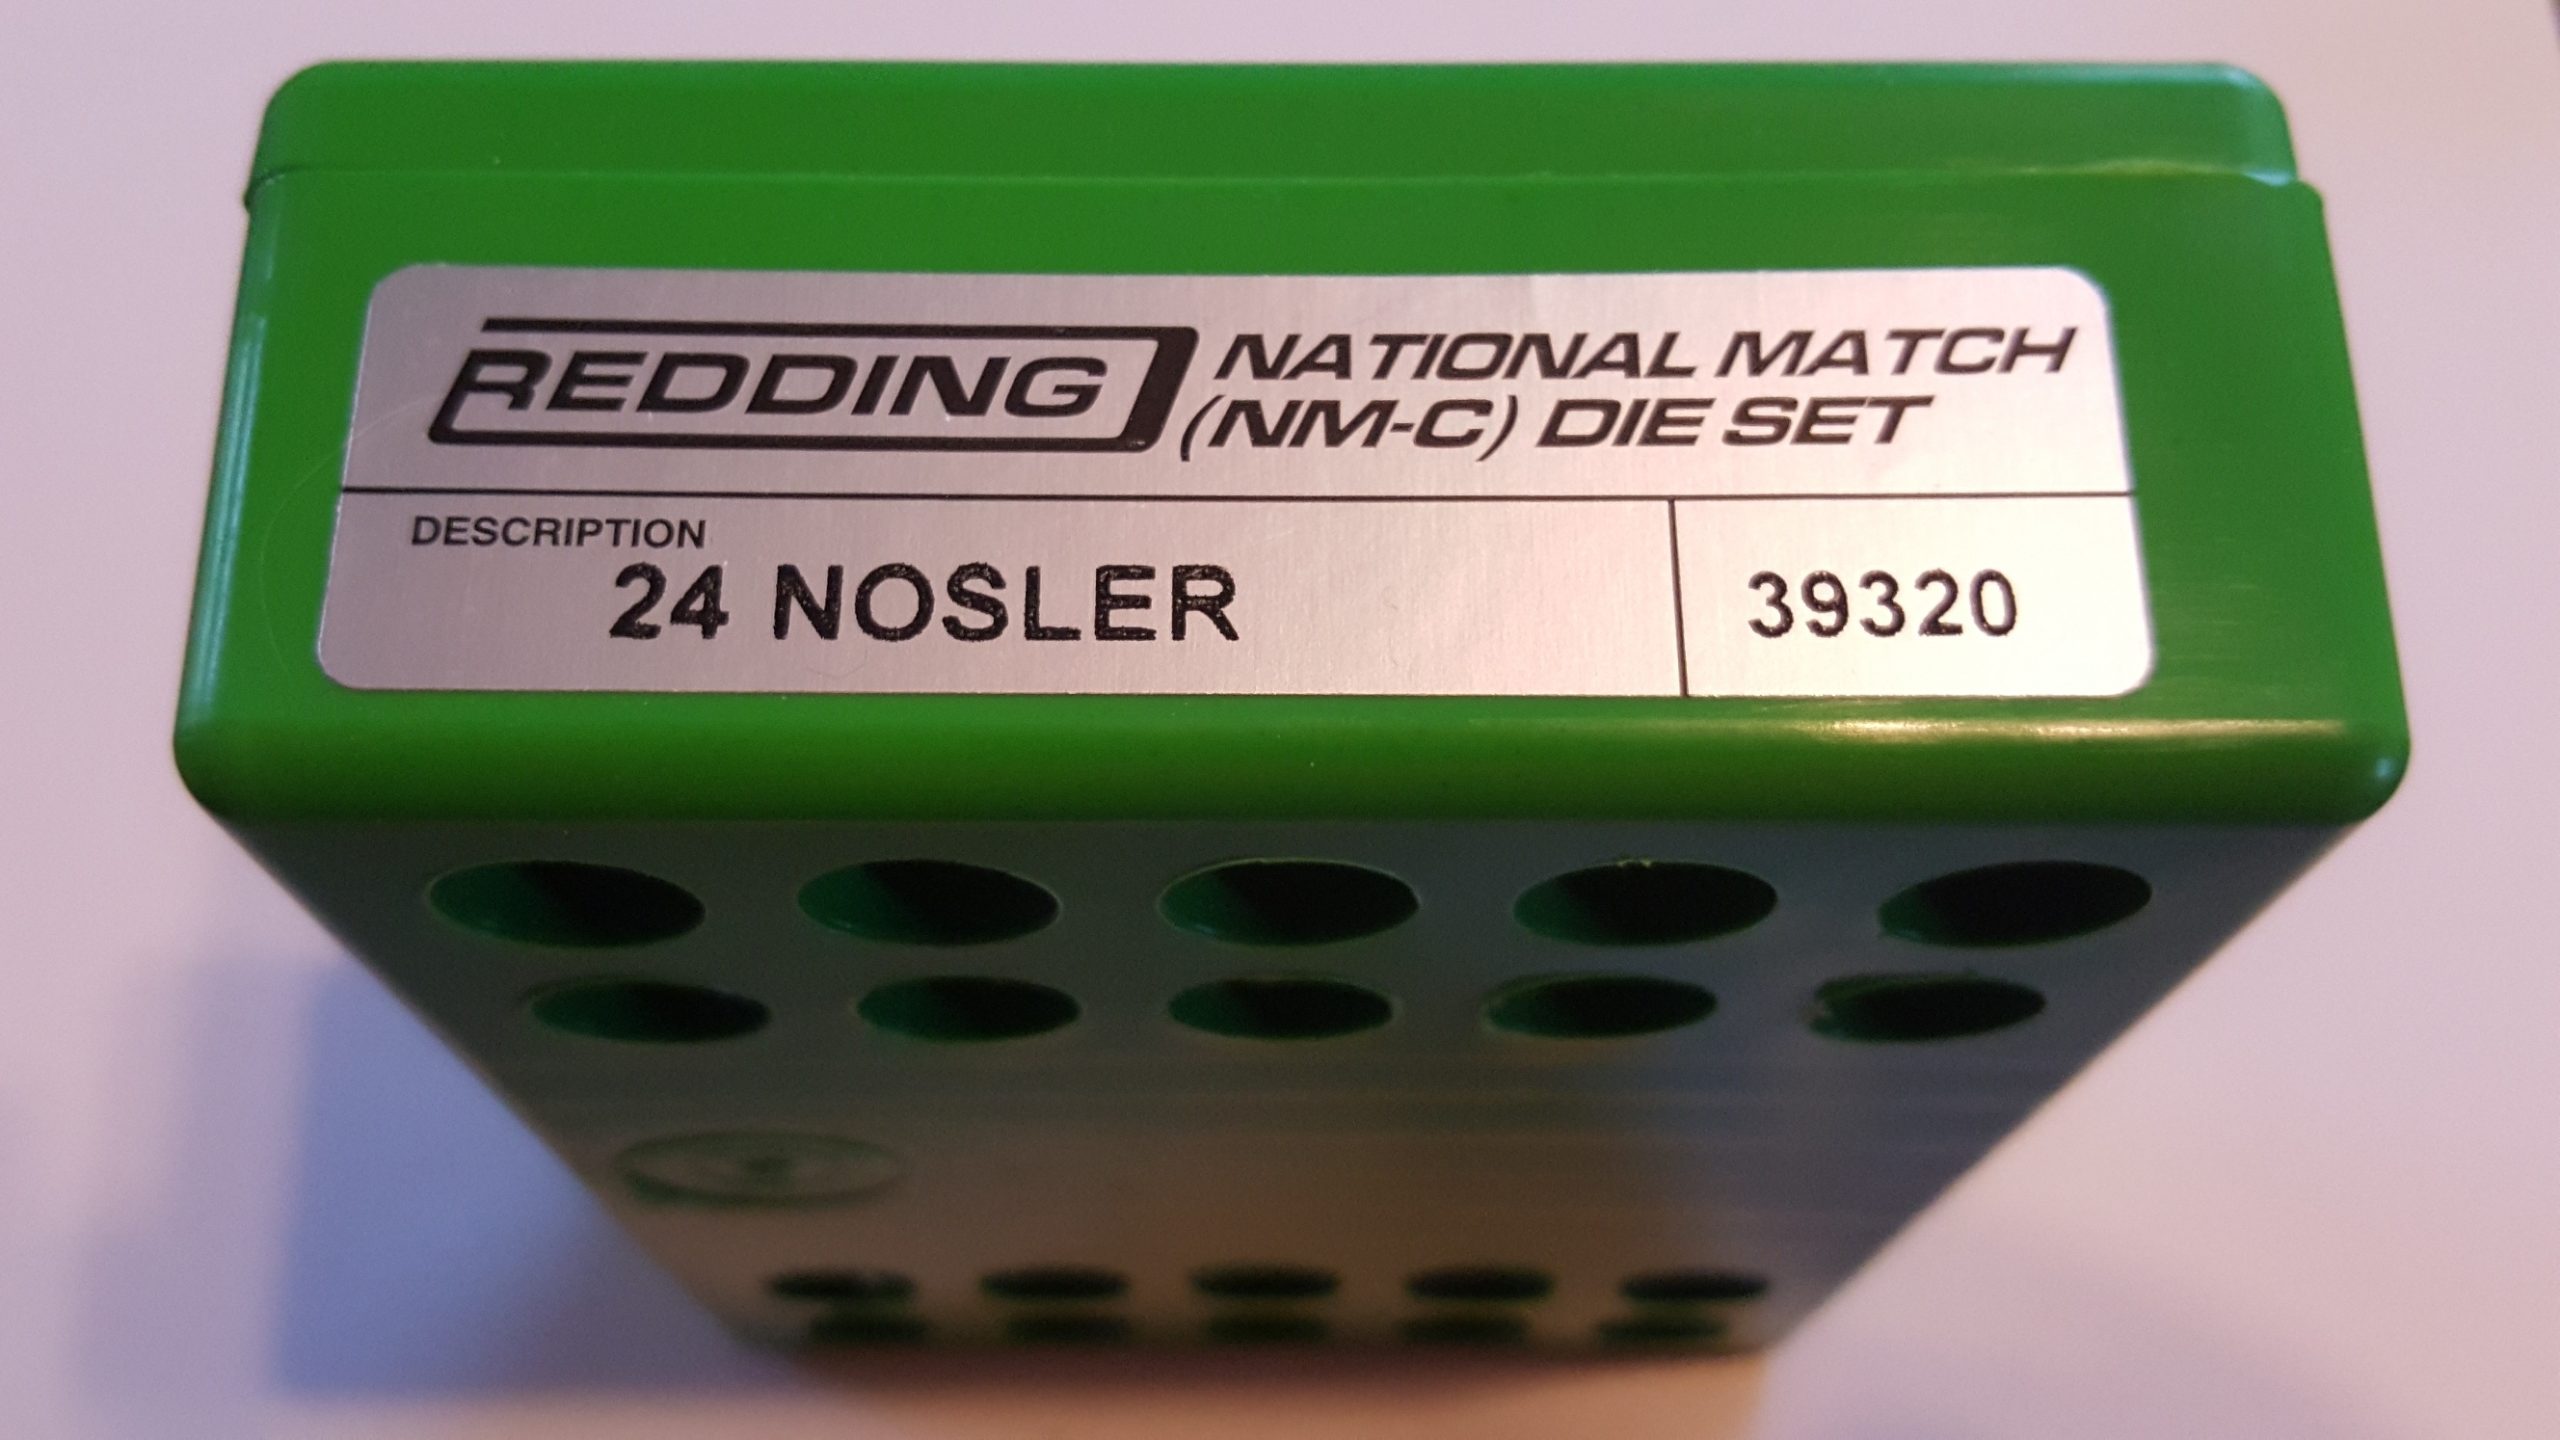 REDDING
NATIONAL MATCH
(NM-C) DIE SET
DESCRIPTION
24 NOSLER
39320